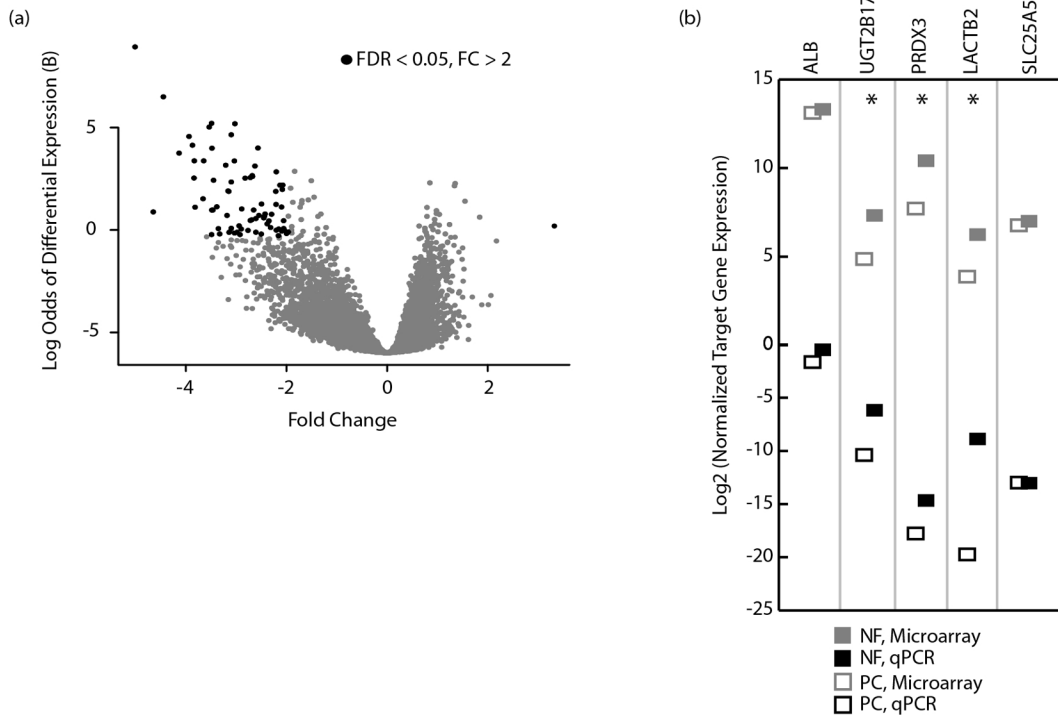 (a)
FDR < 0.05, FC > 2
Log Odds of Differential Expression (B)
5
0
-5
-4
-2
0
2
Fold Change
(b)
ALB
UGT2B17
PRDX3
LACTB2
SLC25A5
* * *
Log2 (Normalized Target Gene Expression)
15
10
5
0
-5
-10
-15
-20
-25
NF, Microarray
NF, qPCR
PC, Microarray
PC, qPCR